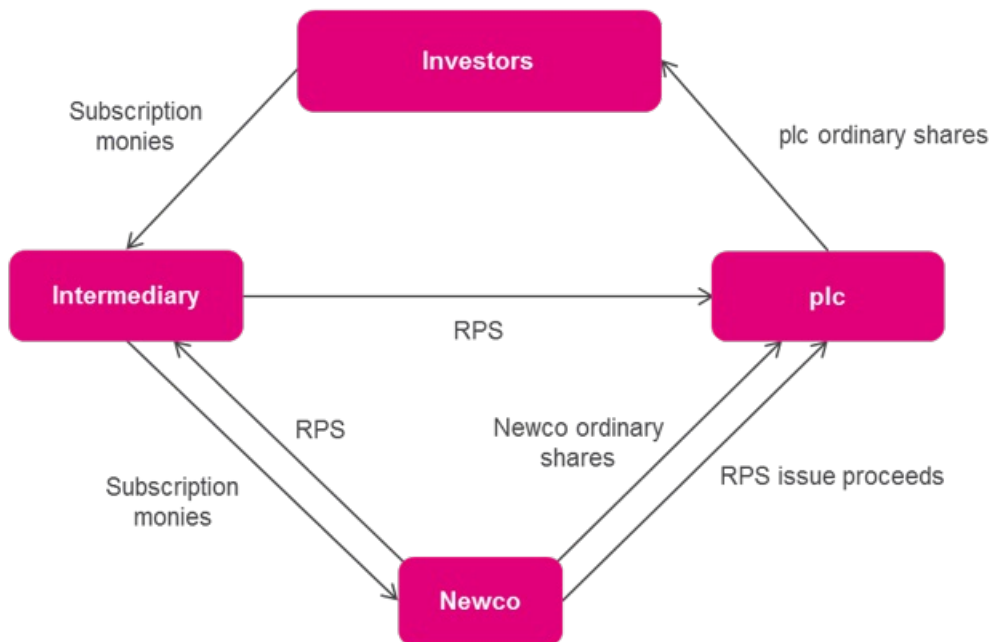 Investors
Subscription
monies
plc ordinary shares
Intermediary
plc
RPS
RPS
Newco ordinary
shares
Subscription
monies
RPS issue proceeds
Newco